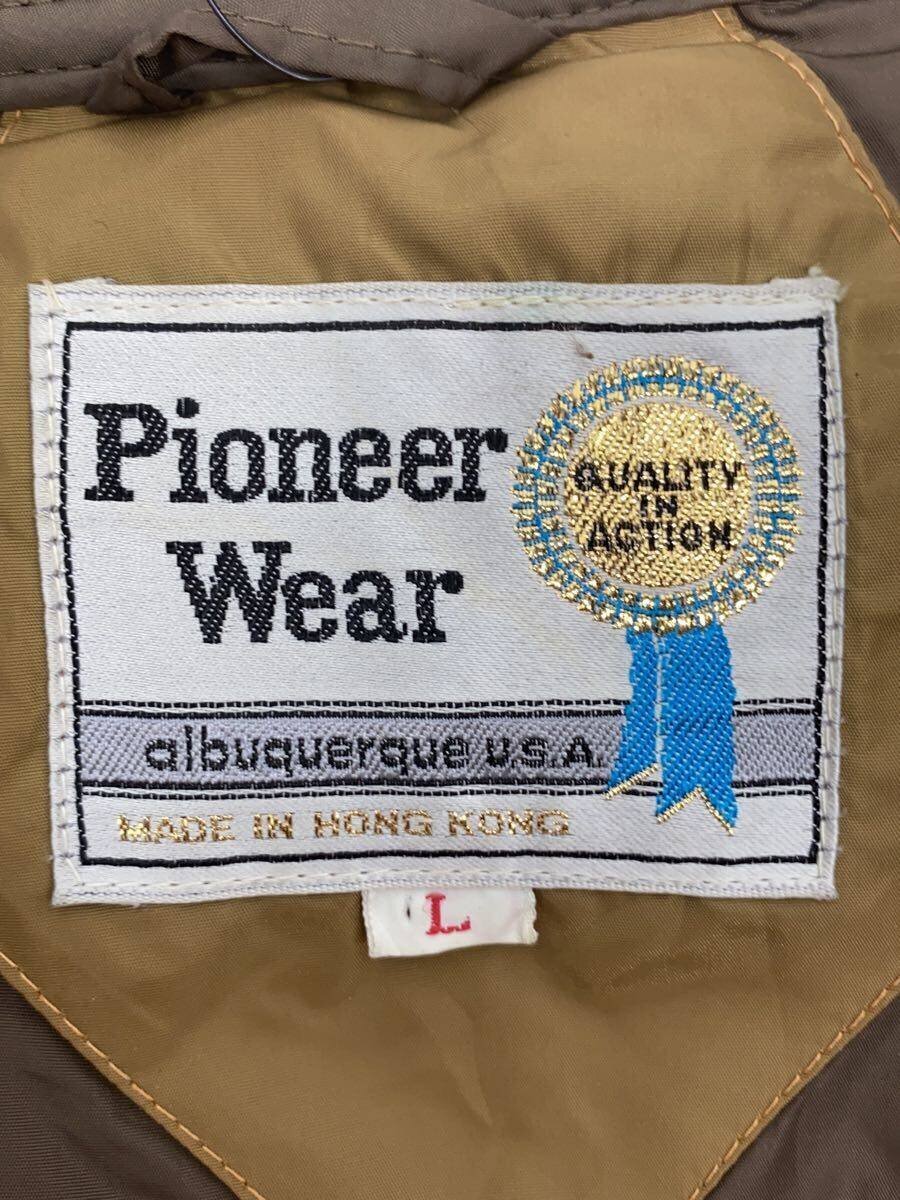 Pioneer
Wear
QUALITY
IN
ACTION
albuquerque U.S.A.
MADE IN HONG KONG
L